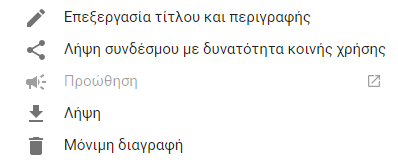 Επεξεργασία τίτλου και περιγραφής
Λήψη συνδέσμου με δυνατότητα κοινής χρήσης
Προώθηση
Λήψη
Μόνιμη διαγραφή